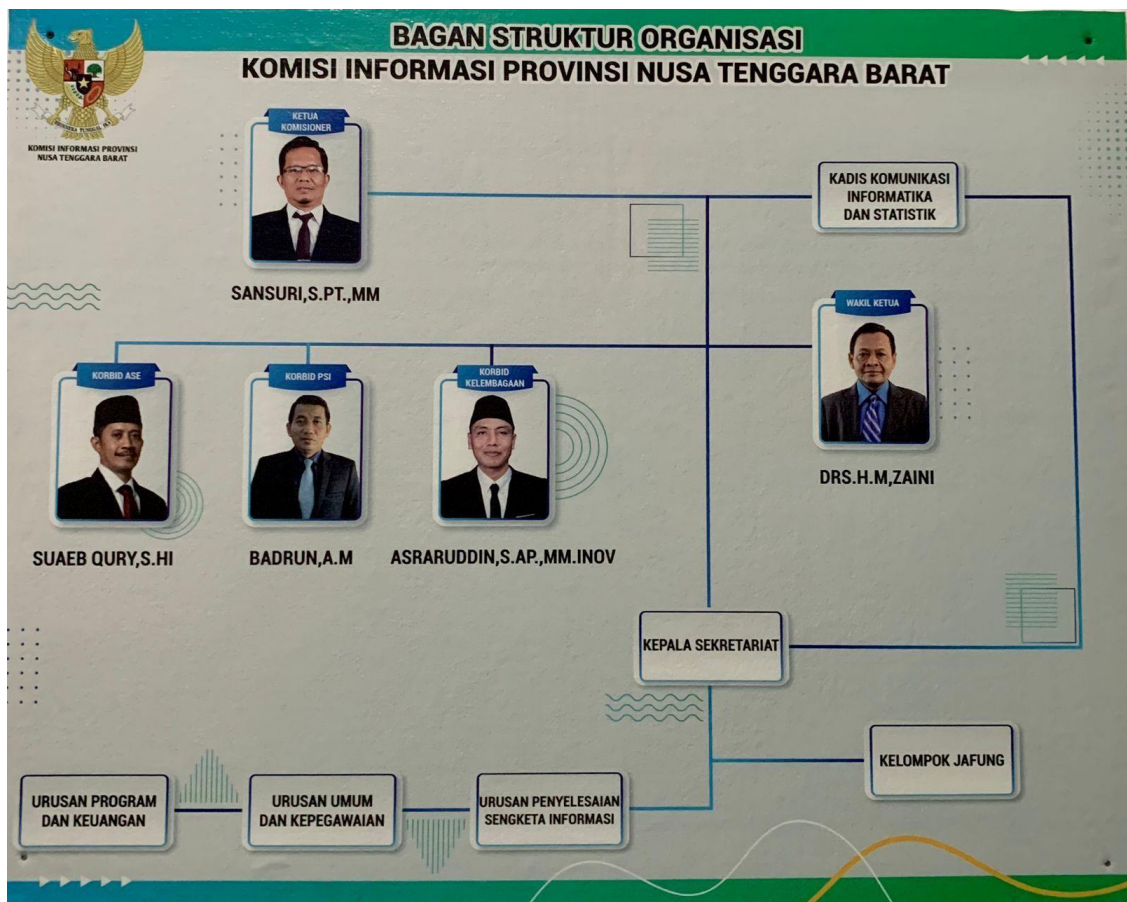 BAGAN STRUKTUR ORGANISASI
KOMISI INFORMASI PROVINSI NUSA TENGGARA BARAT
BHINNEKA TUNGGAL IKA
KOMISI INFORMASI PROVINSI
NUSA TENGGARA BARAT
KETUA
KOMISIONER
SANSURI,S.PT.,MM
KADIS KOMUNIKASI
INFORMATIKA
DAN STATISTIK
WAKIL KETUA
DRS.H.M,ZAINI
KORBID ASE
SUAEB QURY,S.HI
KORBID PSI
BADRUN,A.M
KORBID
KELEMBAGAAN
ASRARUDDIN,S.AP.,MM.INOV
KEPALA SEKRETARIAT
KELOMPOK JAFUNG
URUSAN PROGRAM
DAN KEUANGAN
URUSAN UMUM
DAN KEPEGAWAIAN
URUSAN PENYELESAIAN
SENGKETA INFORMASI